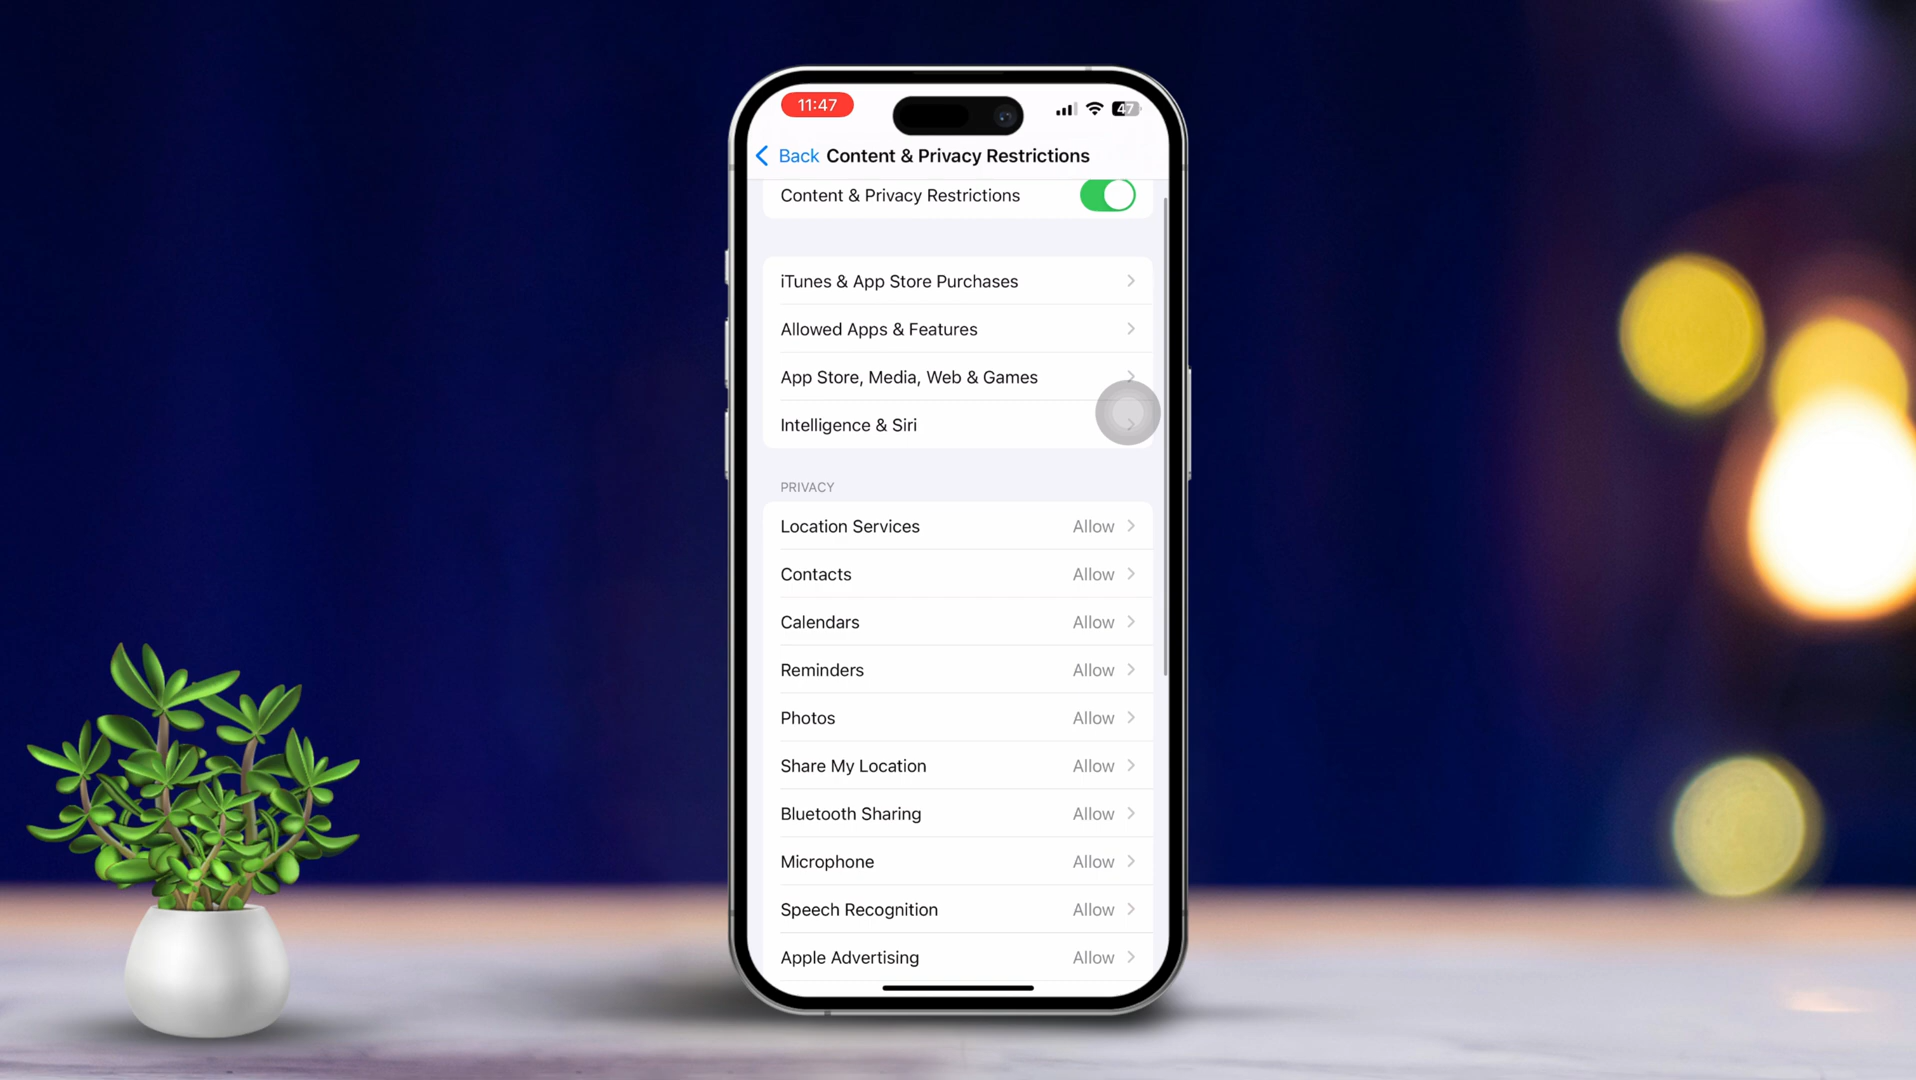 11:47
47
Back Content & Privacy Restrictions
Content & Privacy Restrictions
iTunes & App Store Purchases
Allowed Apps & Features
App Store, Media, Web & Games
Intelligence & Siri
PRIVACY
Location Services Allow
Contacts Allow
Calendars Allow
Reminders Allow
Photos Allow
Share My Location Allow
Bluetooth Sharing Allow
Microphone Allow
Speech Recognition Allow
Apple Advertising Allow